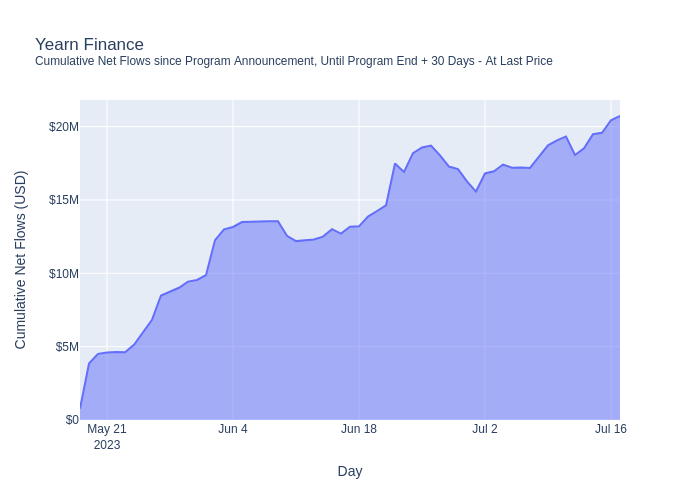 Yearn Finance
Cumulative Net Flows since Program Announcement, Until Program End + 30 Days - At Last Price
Cumulative Net Flows (USD)
$20M
$15M
$10M
$5M
$0
May 21
2023
Jun 4
Jun 18
Jul 2
Jul 16
Day